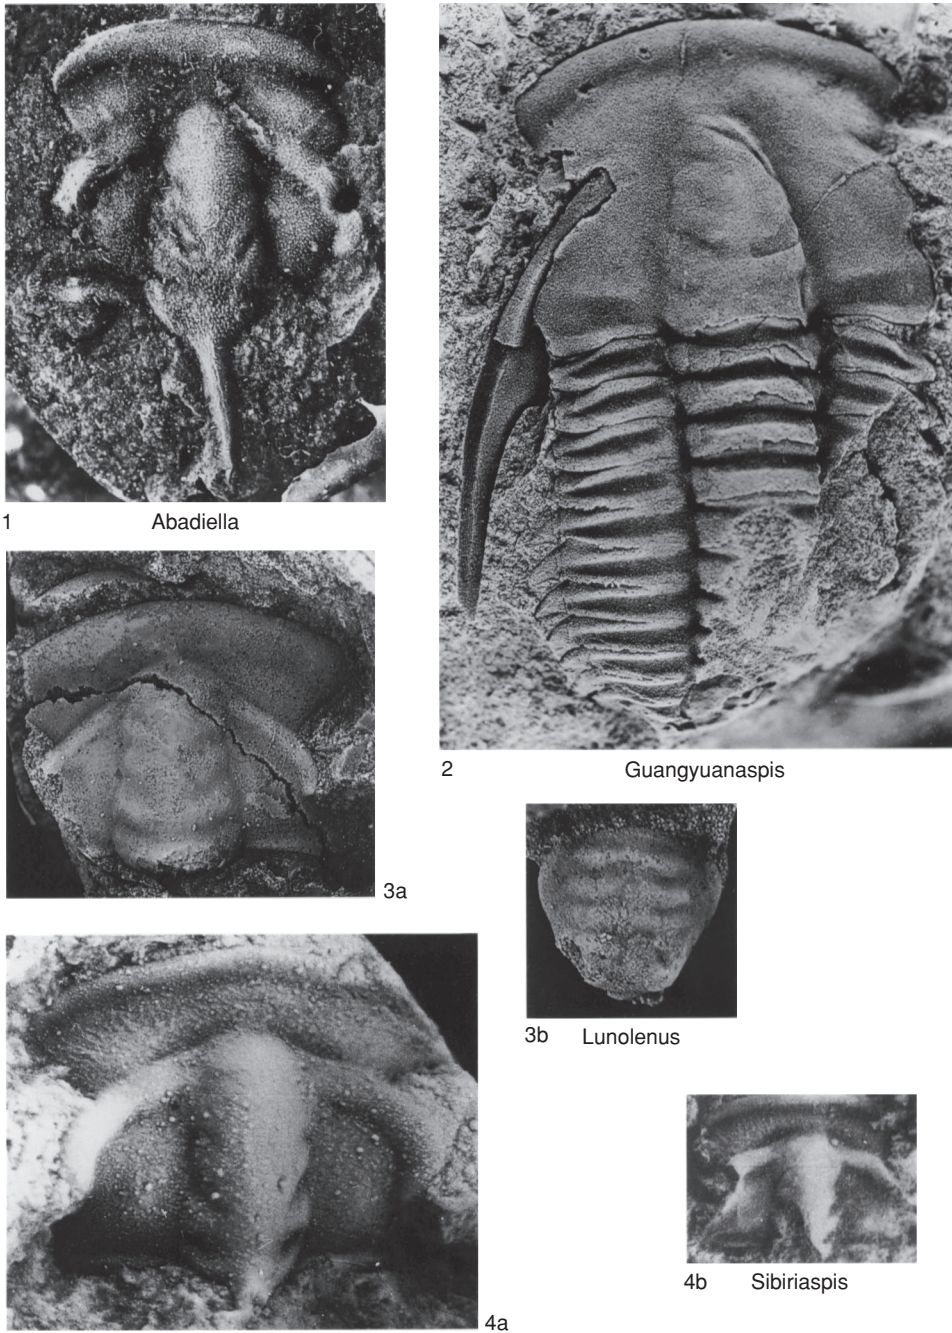 1 Abadiella
2 Guangyuanaspis
3a
3b Lunolenus
4a
4b Sibiriaspis